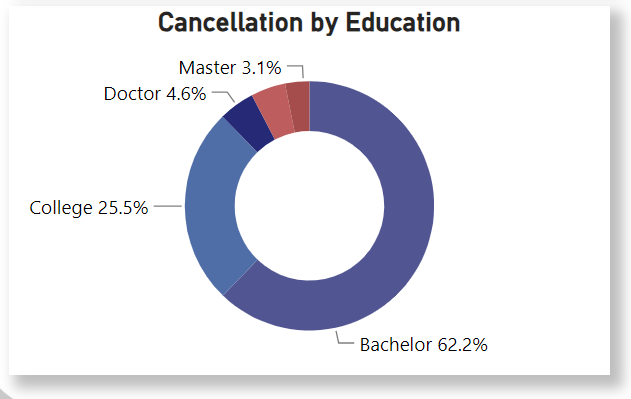 Cancellation by Education
Master 3.1%
Doctor 4.6%
College 25.5%
Bachelor 62.2%